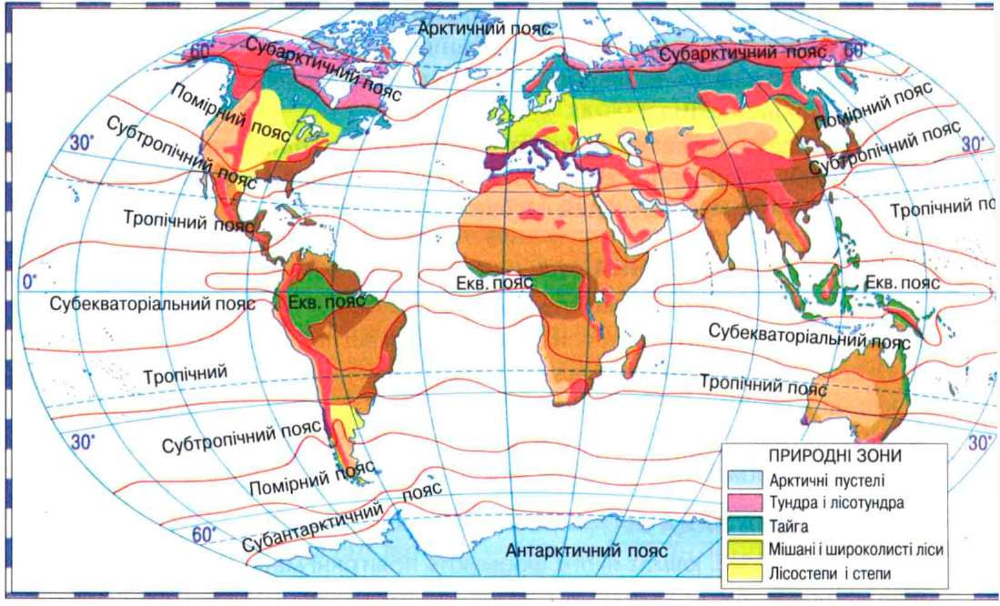 Арктичний пояс
60°
Субарктичний пояс
Субарктичний пояс
60°
Помірний пояс
Помірний пояс
30°
Субтропічний пояс
Субтропічний пояс
30°
Тропічний пояс
Тропічний по
0°
Екв. пояс
Екв. пояс
Субекваторіальний пояс
Екв. пояс
Субекваторіальний пояс
Тропічний
Тропічний пояс
Субтропічний пояс
30°
30°
Помірний пояс
Субантарктичний пояс
60°
Антарктичний пояс
ПРИРОДНІ ЗОНИ
Арктичні пустелі
Тундра і лісотундра
Тайга
Мішані і широколисті ліси
Лісостепи і степи